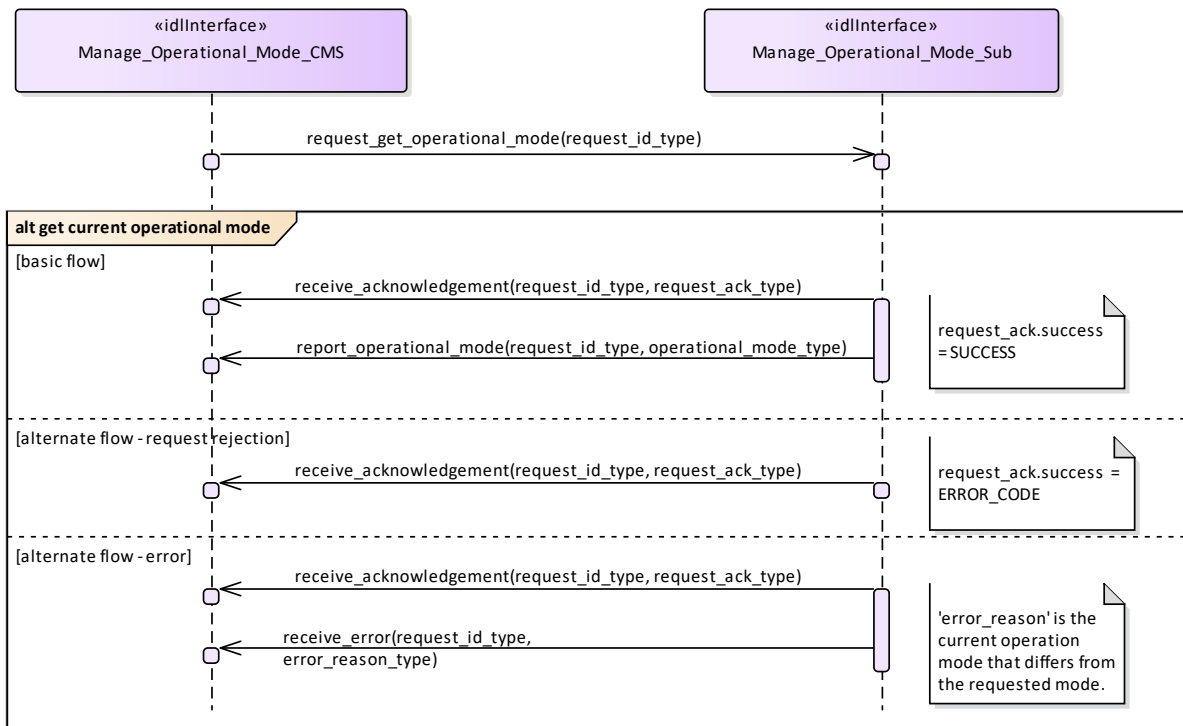 «idlInterface»
Manage_Operational_Mode_CMS
«idlInterface»
Manage_Operational_Mode_Sub
request_get_operational_mode(request_id_type)
alt get current operational mode
[basic flow]
receive_acknowledgement(request_id_type, request_ack_type)
report_operational_mode(request_id_type, operational_mode_type)
request_ack.success
= SUCCESS
[alternate flow - request rejection]
receive_acknowledgement(request_id_type, request_ack_type)
request_ack.success =
ERROR_CODE
[alternate flow - error]
receive_acknowledgement(request_id_type, request_ack_type)
receive_error(request_id_type,
error_reason_type)
'error_reason' is the
current operation
mode that differs from
the requested mode.